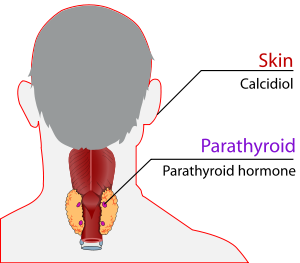 Skin
Calcidiol
Parathyroid
Parathyroid hormone